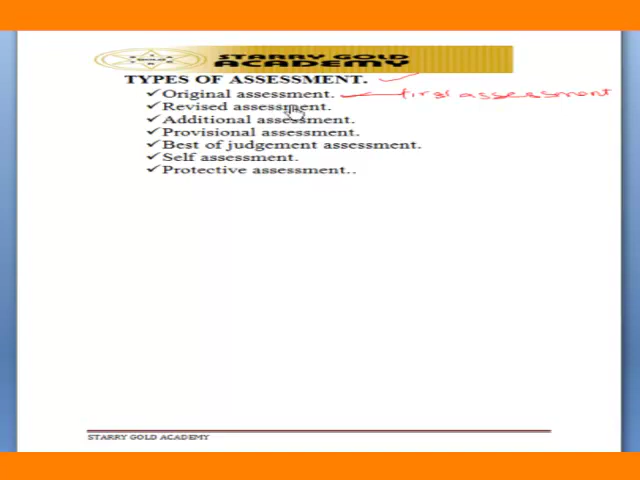 STARRY GOLD
ACADEMY
TYPES OF ASSESSMENT.
✓Original assessment. first assessment
✓Revised assessment.
✓Additional assessment.
✓Provisional assessment.
✓Best of judgement assessment.
✓Self assessment.
✓Protective assessment..
STARRY GOLD ACADEMY